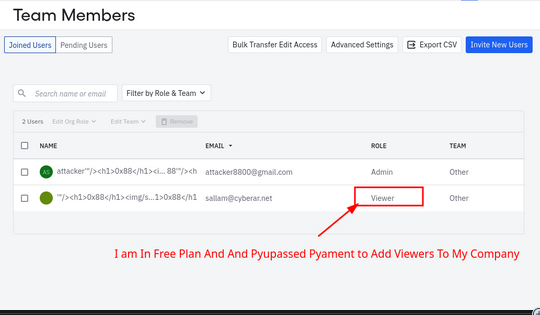 Team Members
Joined Users Pending Users Bulk Transfer Edit Access Advanced Settings Export CSV Invite New Users
Search name or email Filter by Role & Team
2 Users Edit Org Role Edit Team Remove
NAME EMAIL ROLE TEAM
AS attacker'"/><h1>0x88</h1><i... 88'"/><h attacker8800@gmail.com Admin Other
'"/><h1>0x88</h1><img/s...1>0x88</h1 sallam@cyberar.net Viewer Other
I am In Free Plan And And Pyupassed Pyament to Add Viewers To My Company